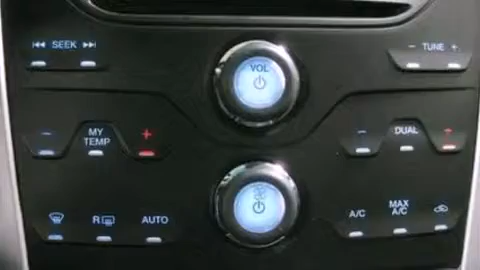 SEEK
VOL
− TUNE +
− MY TEMP +
− DUAL +
R
AUTO
A/C
MAX A/C